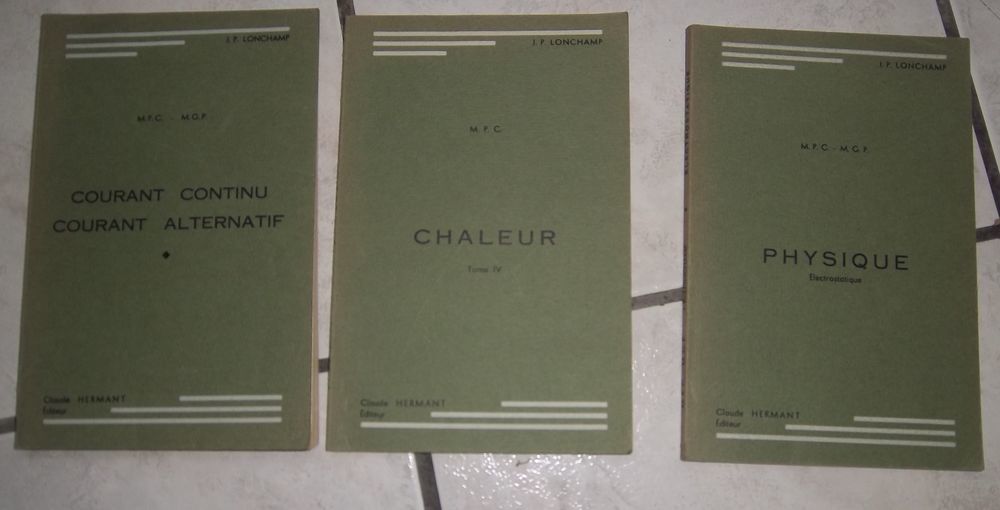 J. P. LONCHAMP
M.P.C. - M.G.P.
COURANT CONTINU
COURANT ALTERNATIF
Claude HERMANT
Éditeur
J. P. LONCHAMP
M. P. C.
CHALEUR
Tome IV
Claude HERMANT
Éditeur
ELECTROSTATIQUE
J. P. LONCHAMP
M. P. C. - M. G. P.
PHYSIQUE
Electrostatique
Claude HERMANT
Éditeur